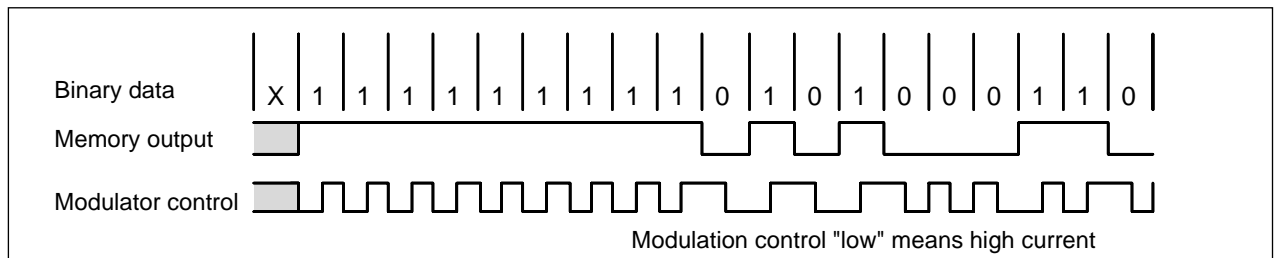 Binary data X 1 1 1 1 1 1 1 1 1 0 1 0 1 0 0 0 1 1 0
Memory output
Modulator control
Modulation control "low" means high current